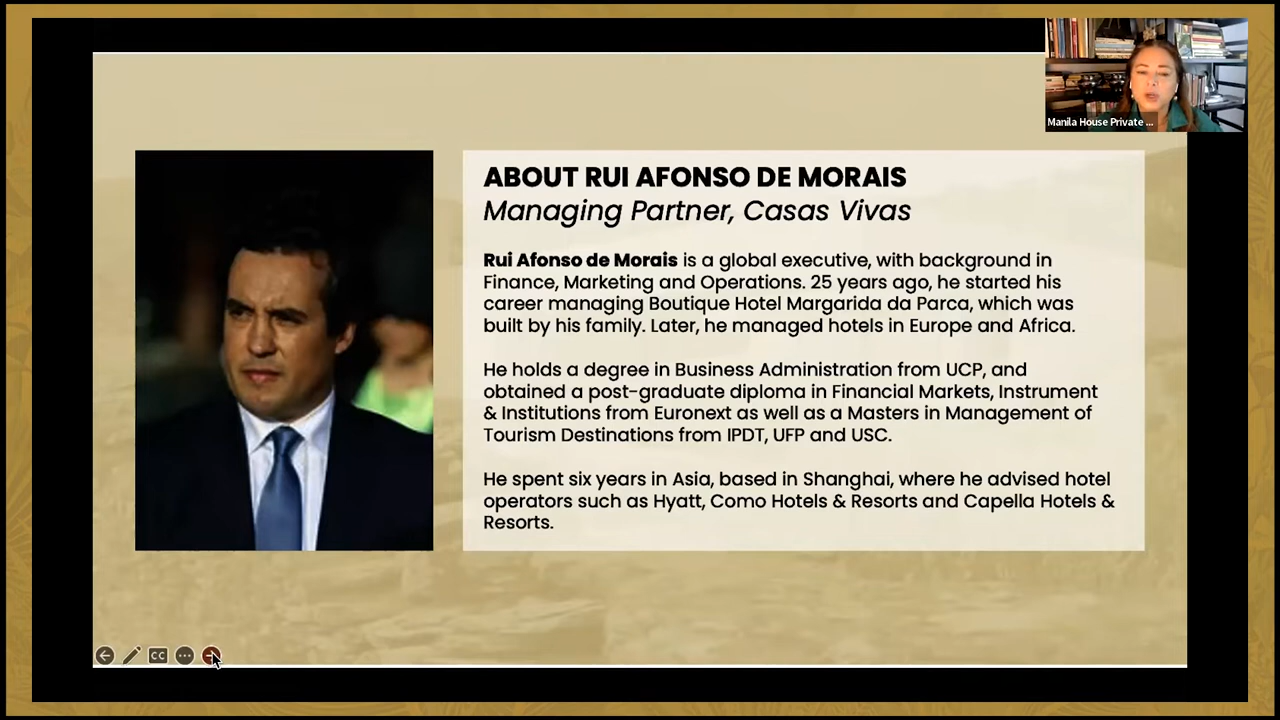 Manila House Private ...
ABOUT RUI AFONSO DE MORAIS
Managing Partner, Casas Vivas
Rui Afonso de Morais is a global executive, with background in
Finance, Marketing and Operations. 25 years ago, he started his
career managing Boutique Hotel Margarida da Parca, which was
built by his family. Later, he managed hotels in Europe and Africa.
He holds a degree in Business Administration from UCP, and
obtained a post-graduate diploma in Financial Markets, Instrument
& Institutions from Euronext as well as a Masters in Management of
Tourism Destinations from IPDT, UFP and USC.
He spent six years in Asia, based in Shanghai, where he advised hotel
operators such as Hyatt, Como Hotels & Resorts and Capella Hotels &
Resorts.
CC